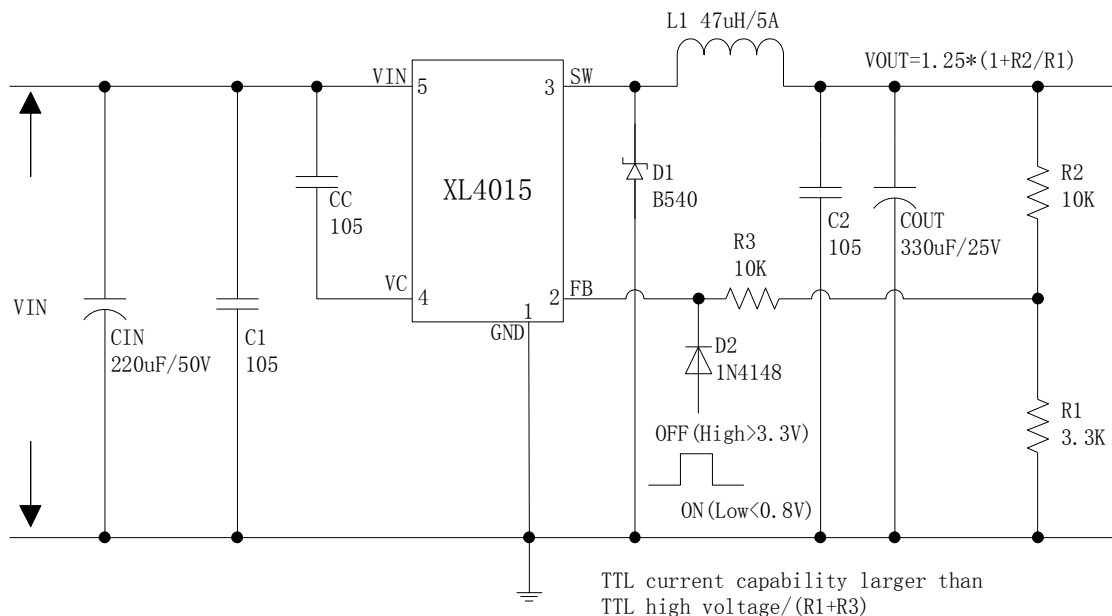 L1 47uH/5A
VOUT=1.25*(1+R2/R1)
VIN
5
3
SW
XL4015
CC
105
D1
B540
R2
10K
C2
105
COUT
330uF/25V
R3
10K
VC
4
2
FB
1
GND
VIN
CIN
220uF/50V
C1
105
D2
1N4148
R1
3.3K
OFF(High>3.3V)
ON(Low<0.8V)
TTL current capability larger than
TTL high voltage/(R1+R3)